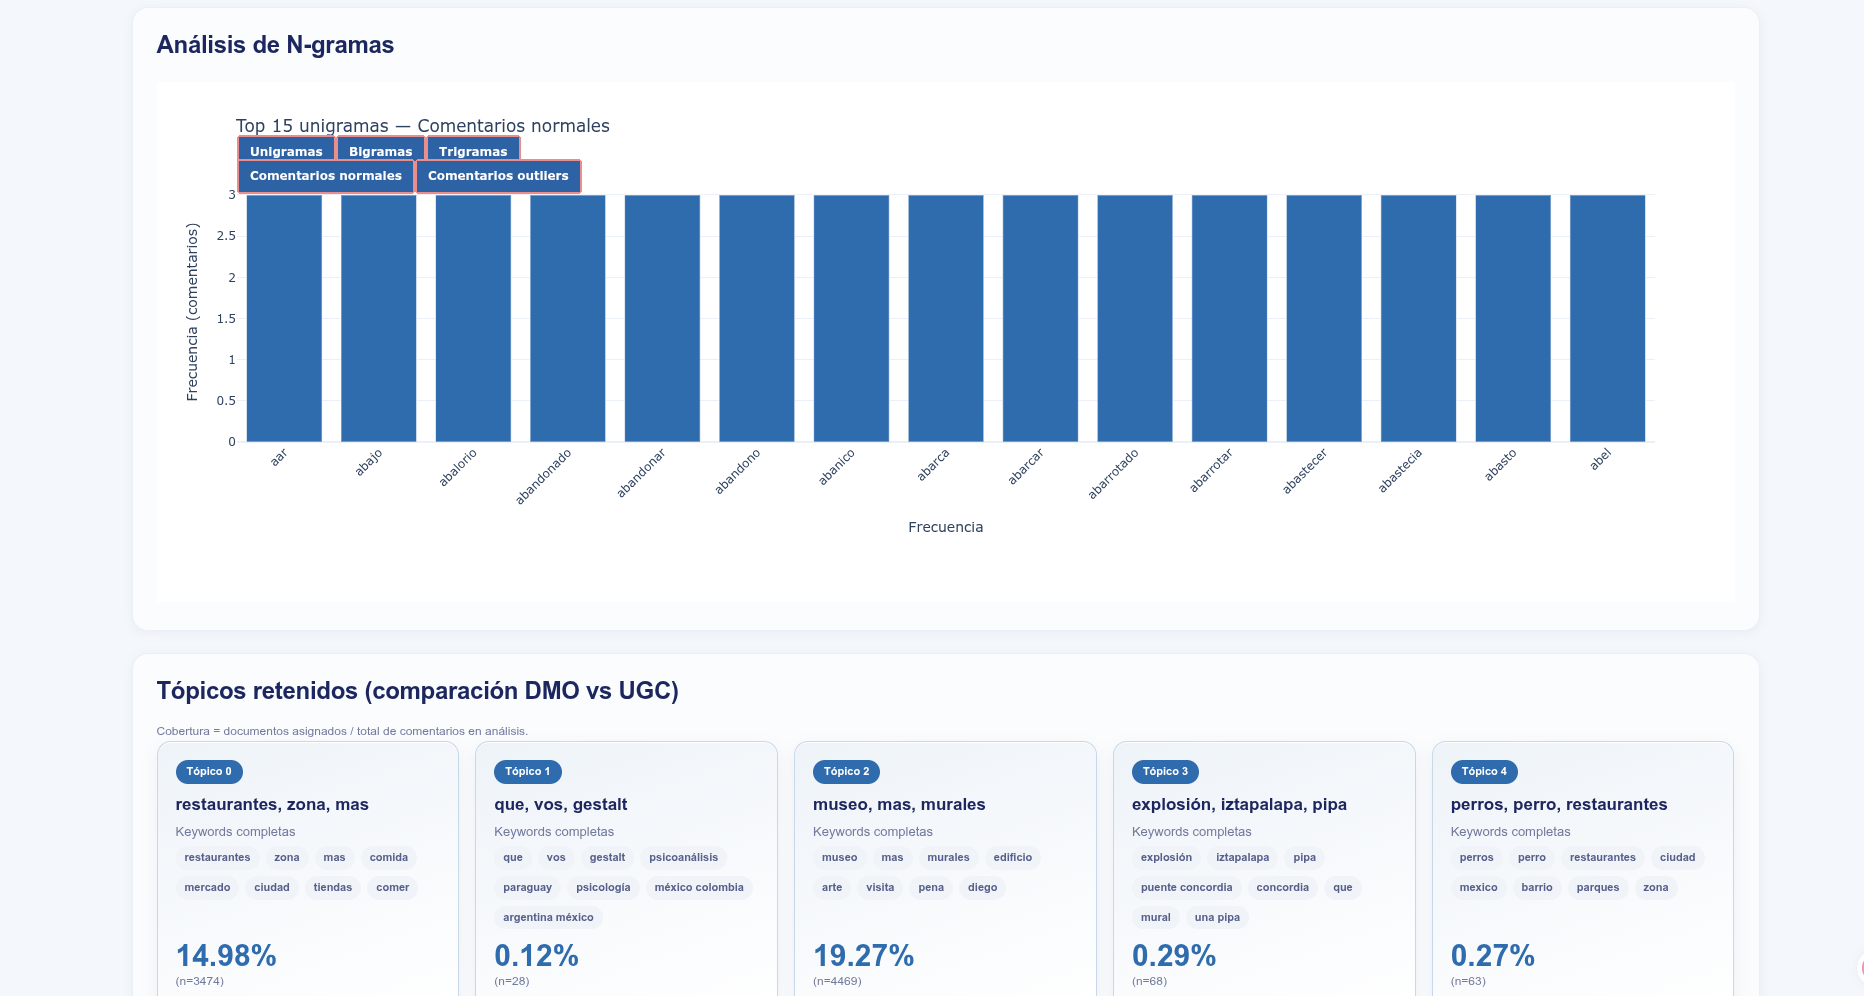 Análisis de N-gramas
Top 15 unigramas — Comentarios normales
Unigramas Bigramas Trigramas
Comentarios normales Comentarios outliers
Frecuencia (comentarios)
3
2.5
2
1.5
1
0.5
0
aar abajo abalorio abandonado abandonar abandono abanico abarca abarcar abarrotado abarrotar abastecer abastecia abasto abel
Frecuencia
Tópicos retenidos (comparación DMO vs UGC)
Cobertura = documentos asignados / total de comentarios en análisis.
Tópico 0
restaurantes, zona, mas
Keywords completas
restaurantes zona mas comida
mercado ciudad tiendas comer
14.98%
(n=3474)
Tópico 1
que, vos, gestalt
Keywords completas
que vos gestalt psicoanálisis
paraguay psicología méxico colombia
argentina méxico
0.12%
(n=28)
Tópico 2
museo, mas, murales
Keywords completas
museo mas murales edificio
arte visita pena diego
19.27%
(n=4469)
Tópico 3
explosión, iztapalapa, pipa
Keywords completas
explosión iztapalapa pipa
puente concordia concordia que
mural una pipa
0.29%
(n=68)
Tópico 4
perros, perro, restaurantes
Keywords completas
perros perro restaurantes ciudad
mexico barrio parques zona
0.27%
(n=63)